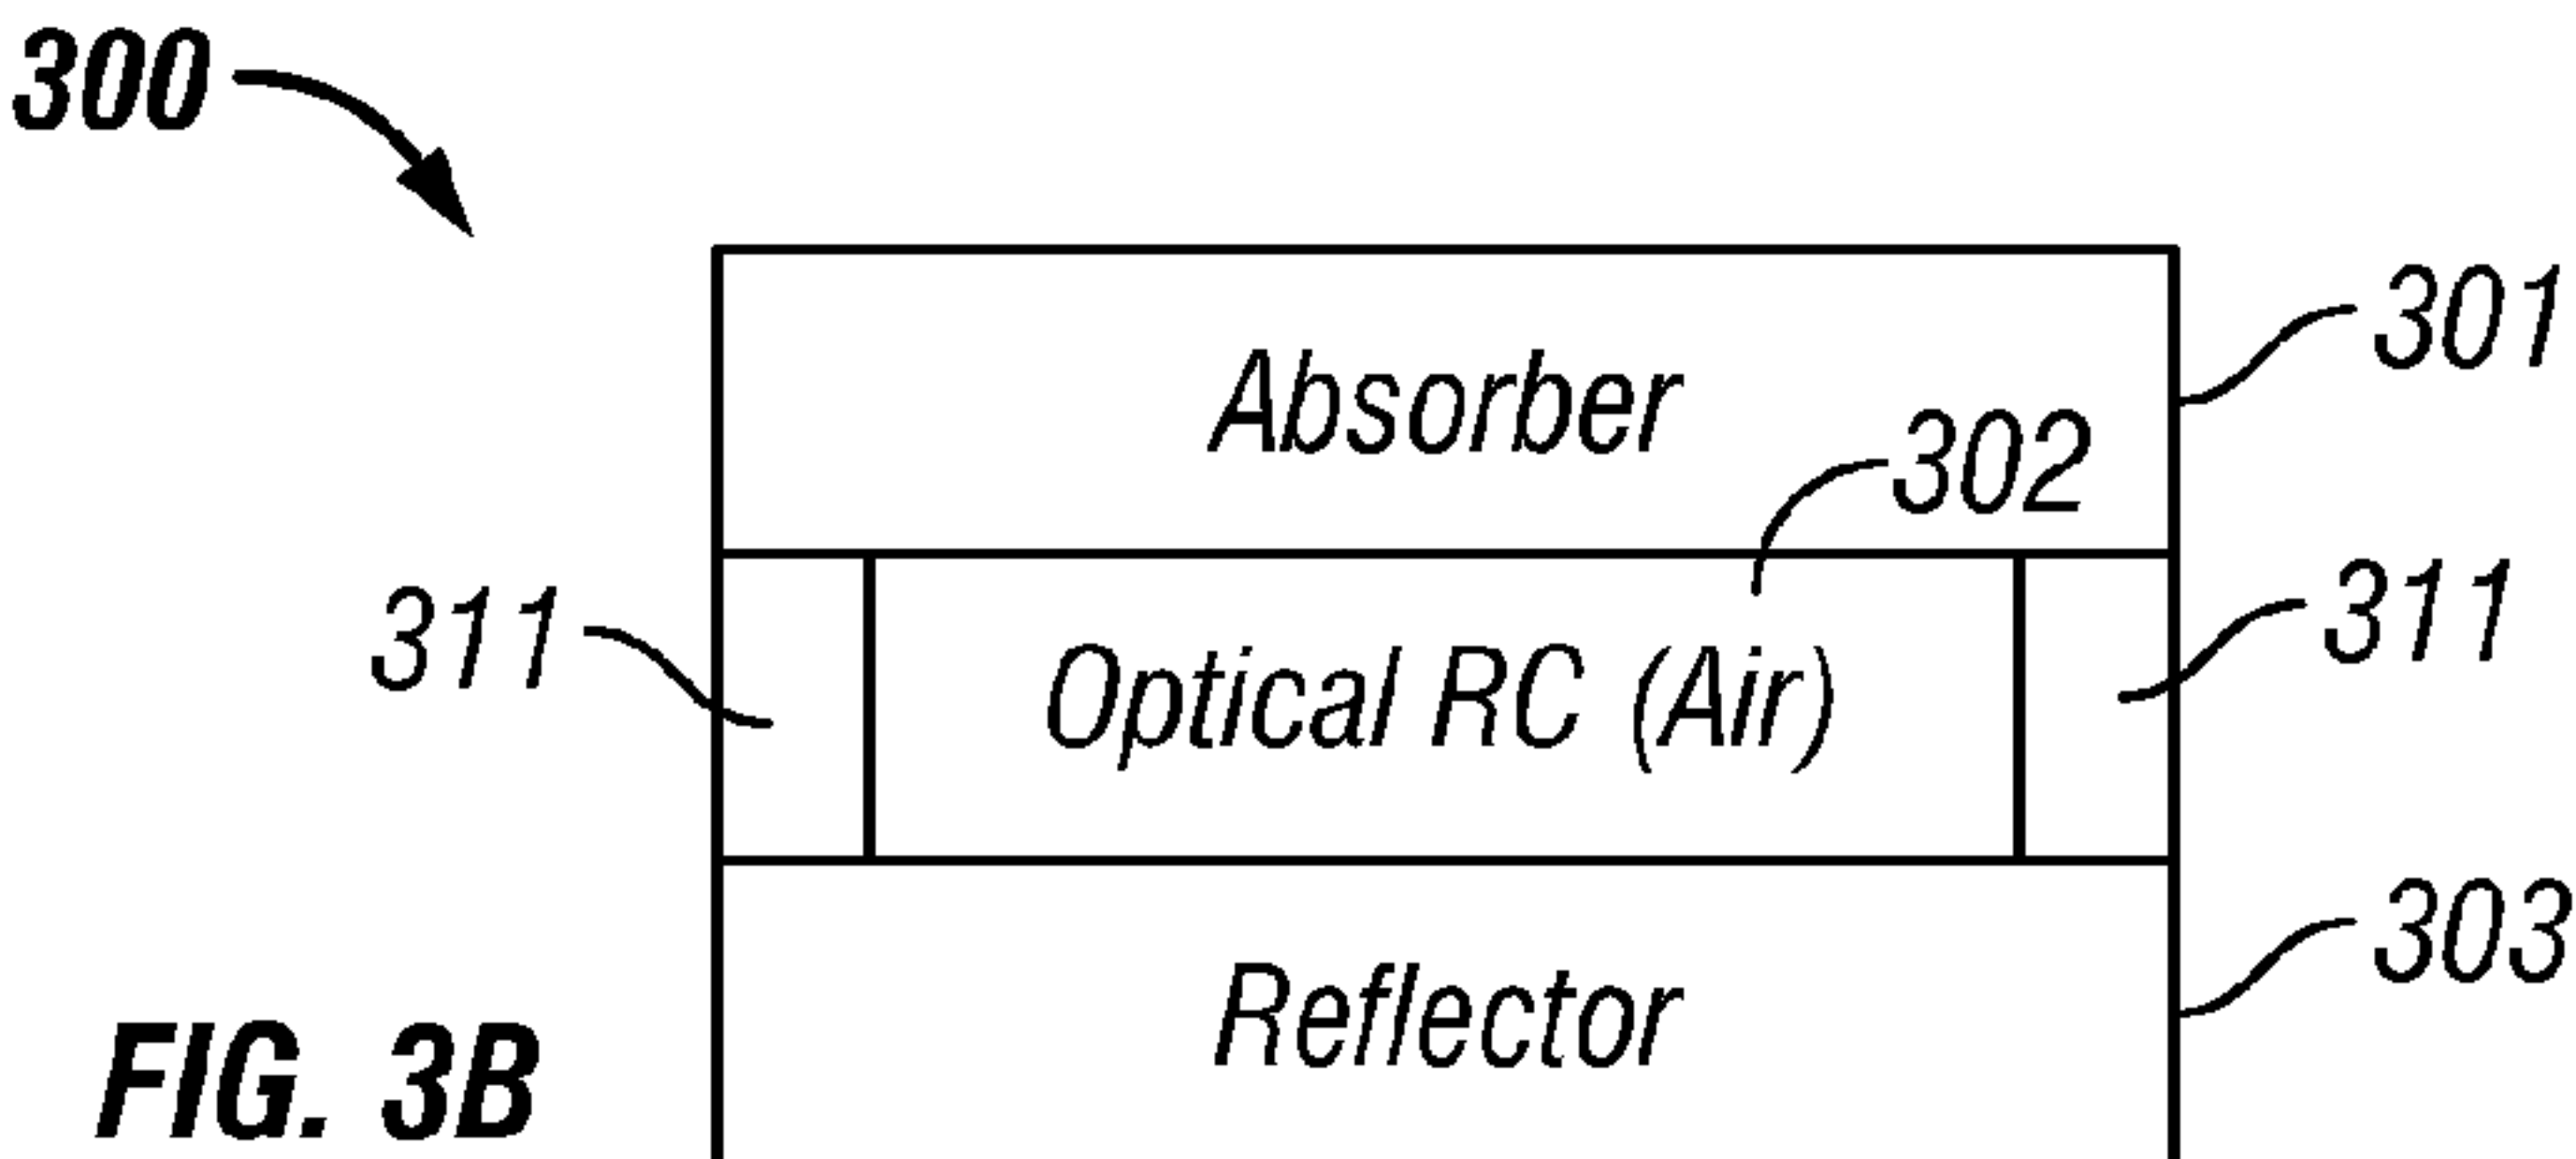 300
301
Absorber
302
311
311
Optical RC (Air)
303
Reflector
FIG. 3B